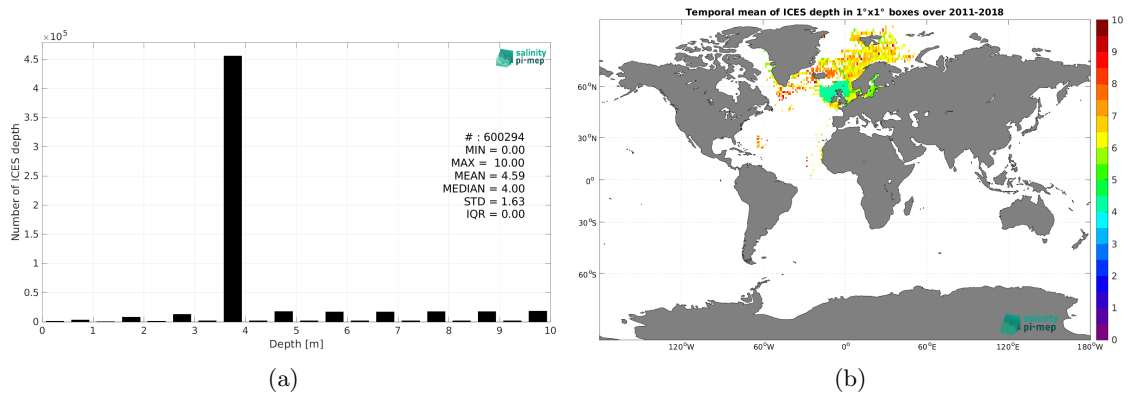 ×10⁵
4.5
4
3.5
3
2.5
2
1.5
1
0.5
0
Number of ICES depth
0 1 2 3 4 5 6 7 8 9 10
Depth [m]
salinity
pi-mep
# : 600294
MIN = 0.00
MAX = 10.00
MEAN = 4.59
MEDIAN = 4.00
STD = 1.63
IQR = 0.00
(a)
Temporal mean of ICES depth in 1°x1° boxes over 2011-2018
60°N
30°N
0°
30°S
60°S
120°W 60°W 0° 60°E 120°E 180°W
salinity
pi-mep
10
9
8
7
6
5
4
3
2
1
0
(b)